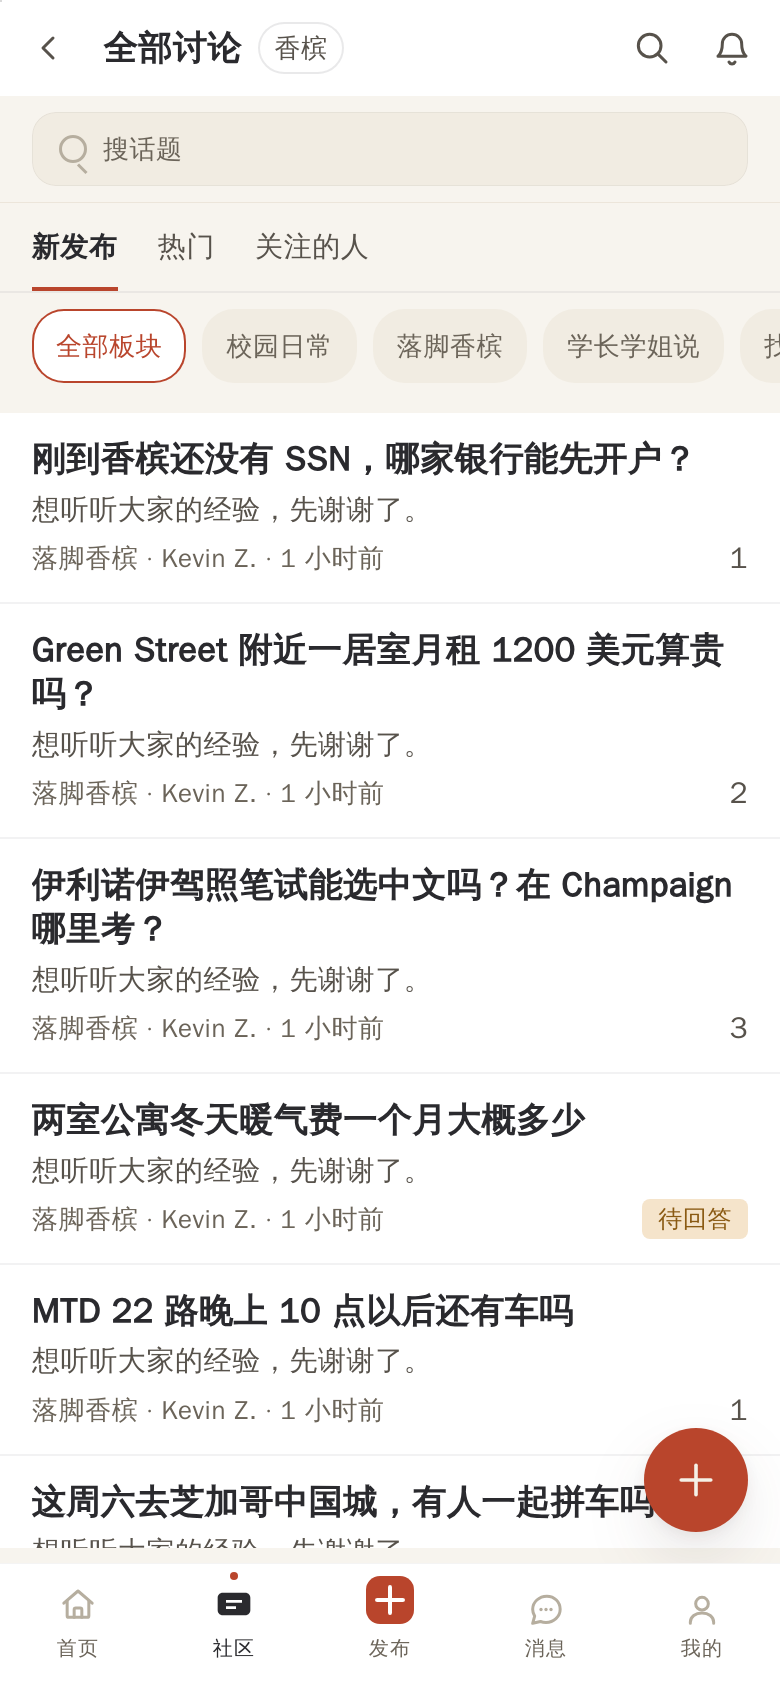 全部讨论 香槟
搜话题
新发布 热门 关注的人
全部板块 校园日常 落脚香槟 学长学姐说
刚到香槟还没有 SSN，哪家银行能先开户？
想听听大家的经验，先谢谢了。
落脚香槟 · Kevin Z. · 1 小时前 1
Green Street 附近一居室月租 1200 美元算贵
吗？
想听听大家的经验，先谢谢了。
落脚香槟 · Kevin Z. · 1 小时前 2
伊利诺伊驾照笔试能选中文吗？在 Champaign
哪里考？
想听听大家的经验，先谢谢了。
落脚香槟 · Kevin Z. · 1 小时前 3
两室公寓冬天暖气费一个月大概多少
想听听大家的经验，先谢谢了。
落脚香槟 · Kevin Z. · 1 小时前 待回答
MTD 22 路晚上 10 点以后还有车吗
想听听大家的经验，先谢谢了。
落脚香槟 · Kevin Z. · 1 小时前 1
这周六去芝加哥中国城，有人一起拼车吗
想听听大家的经验，先谢谢了。
首页 社区 发布 消息 我的